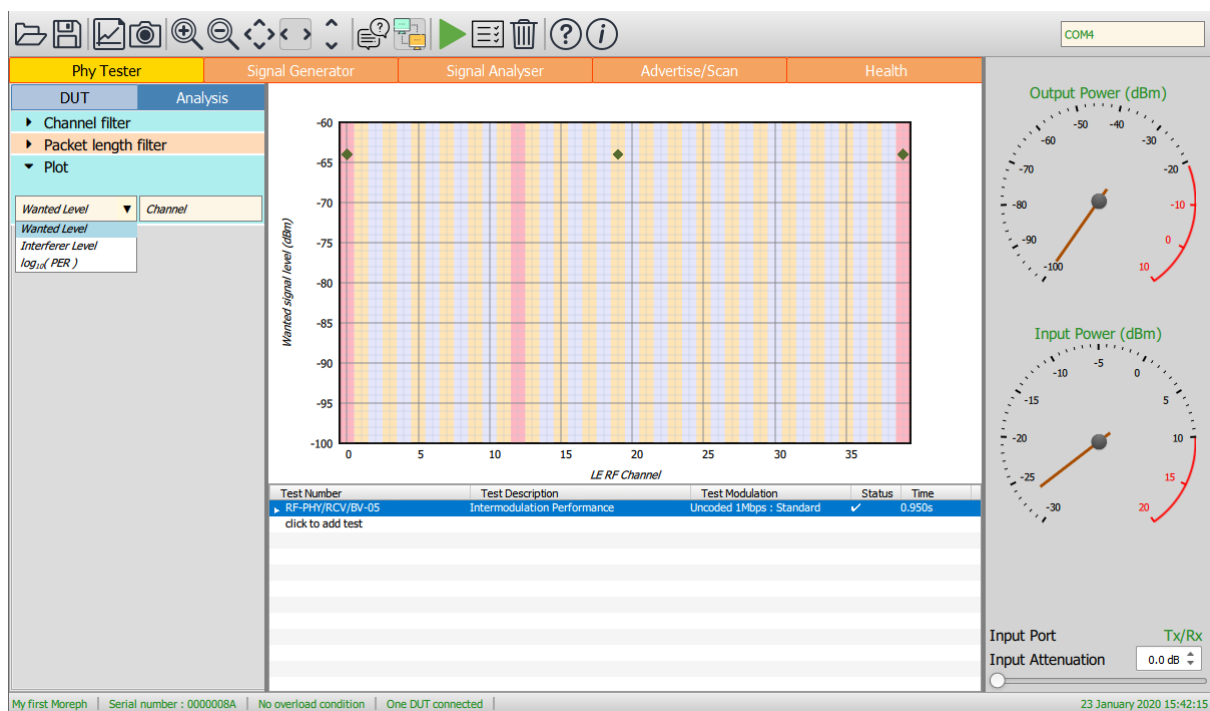 COM4
Phy Tester Signal Generator Signal Analyser Advertise/Scan Health
DUT Analysis
Channel filter
Packet length filter
Plot
Wanted Level ▼ Channel
Wanted Level
Interferer Level
log₁₀( PER )
Wanted signal level (dBm)
-60
-65
-70
-75
-80
-85
-90
-95
-100
0 5 10 15 20 25 30 35
LE RF Channel
Test Number Test Description Test Modulation Status Time
RF-PHY/RCV/BV-05 Intermodulation Performance Uncoded 1Mbps : Standard ✓ 0.950s
click to add test
Output Power (dBm)
-100
-90
-80
-70
-60
-50
-40
-30
-20
-10
0
10
Input Power (dBm)
-30
-25
-20
-15
-10
-5
0
5
10
15
20
Input Port Tx/Rx
Input Attenuation 0.0 dB
My first Moreph Serial number : 0000008A No overload condition One DUT connected 23 January 2020 15:42:15